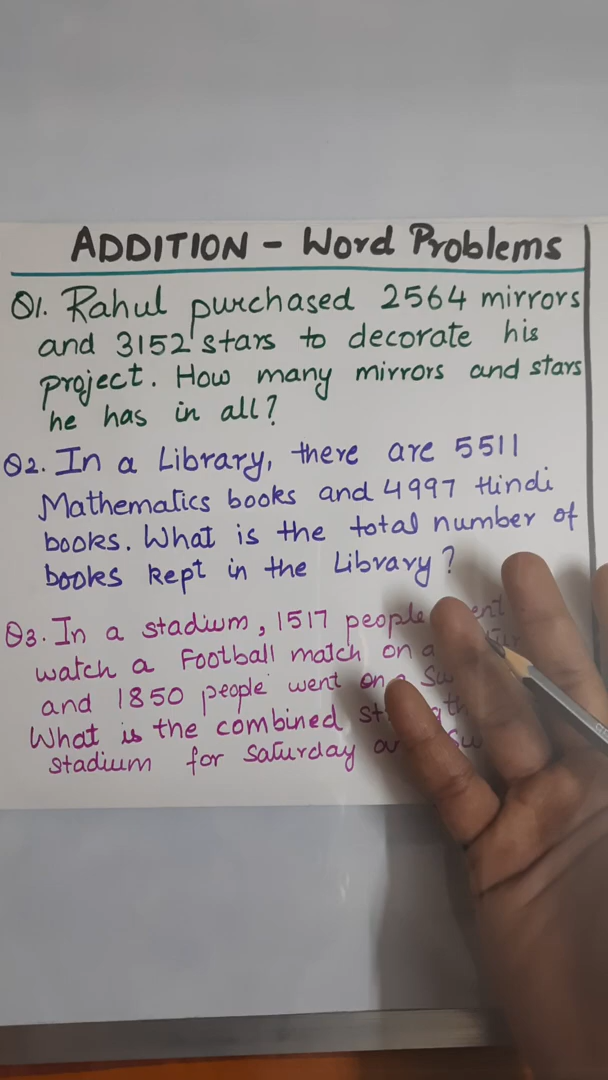 ADDITION - Word Problems
Q1. Rahul purchased 2564 mirrors
and 3152 stars to decorate his
project. How many mirrors and stars
he has in all?
Q2. In a Library, there are 5511
Mathematics books and 4997 Hindi
books. What is the total number of
books kept in the Library?
Q3. In a stadium, 1517 people
watch a Football match on a
and 1850 people went on a
What is the combined
stadium for Saturday